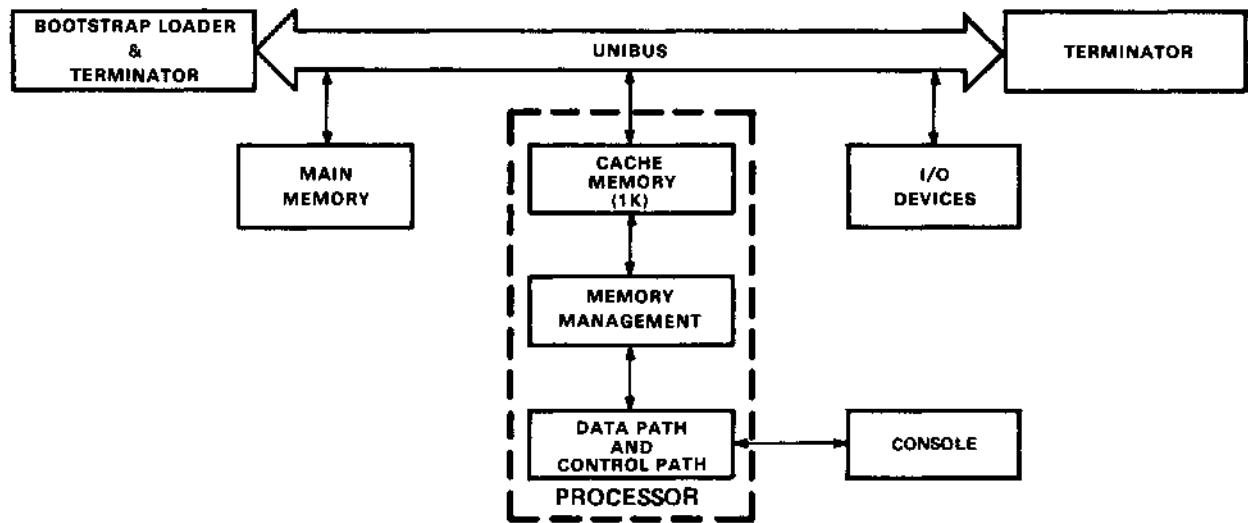 BOOTSTRAP LOADER
&
TERMINATOR
UNIBUS
TERMINATOR
MAIN
MEMORY
CACHE
MEMORY
(1K)
I/O
DEVICES
MEMORY
MANAGEMENT
DATA PATH
AND
CONTROL PATH
CONSOLE
PROCESSOR